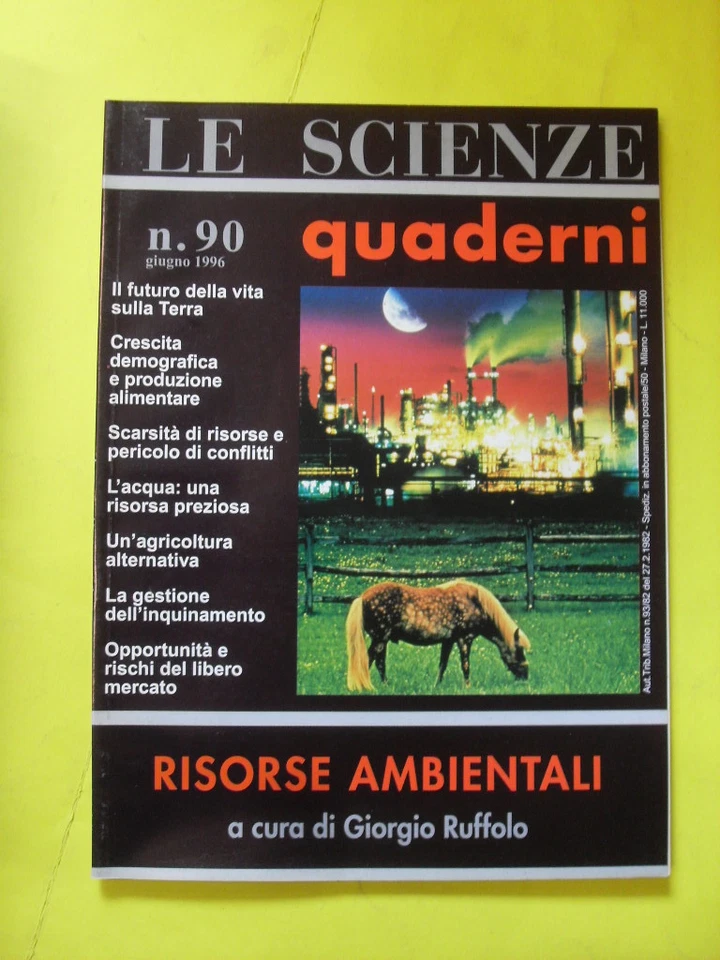 LE SCIENZE
quaderni
n. 90
giugno 1996
Il futuro della vita
sulla Terra
Crescita
demografica
e produzione
alimentare
Scarsità di risorse e
pericolo di conflitti
L'acqua: una
risorsa preziosa
Un'agricoltura
alternativa
La gestione
dell'inquinamento
Opportunità e
rischi del libero
mercato
Aut.Trib.Milano n.93/82 del 27.2.1982 - Spediz. in abbonamento postale/50 - Milano - L. 11.000
RISORSE AMBIENTALI
a cura di Giorgio Ruffolo